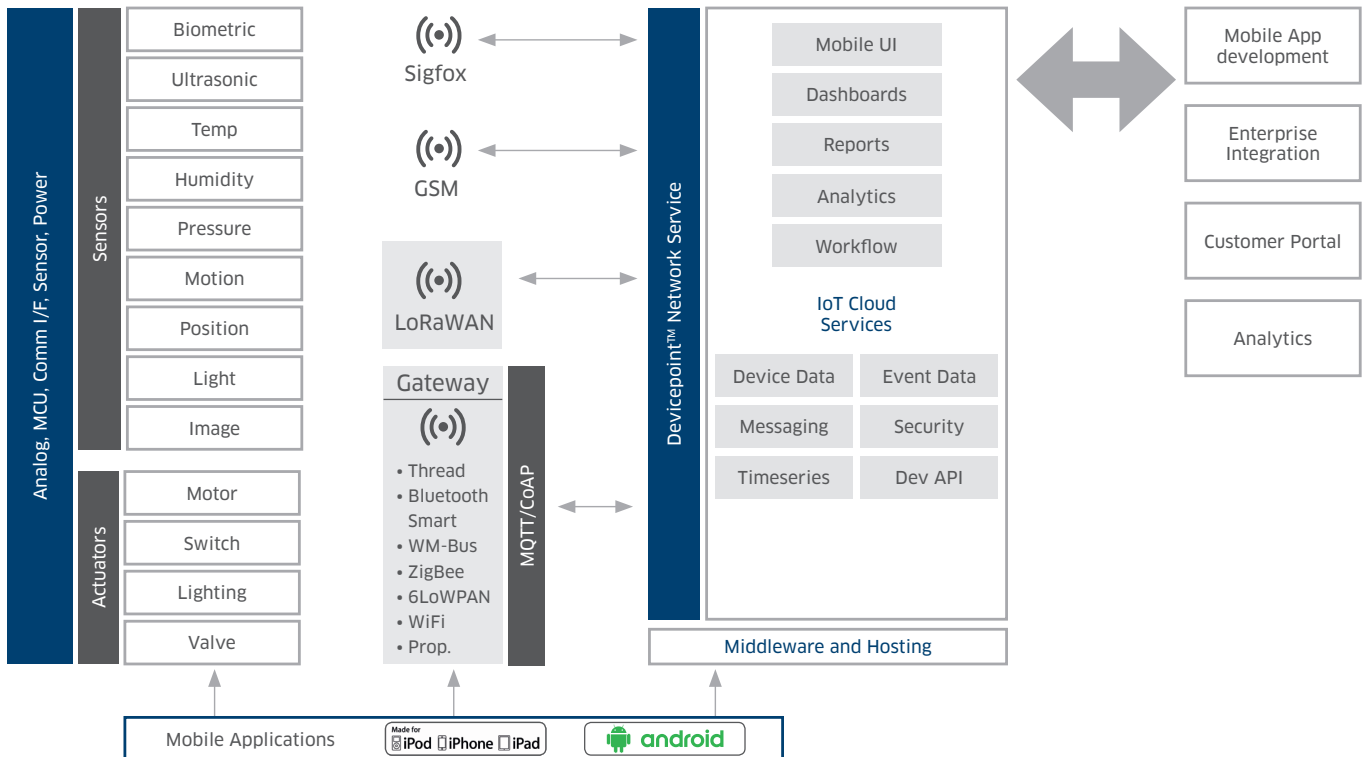 Analog, MCU, Comm I/F, Sensor, Power
Sensors
Biometric
Ultrasonic
Temp
Humidity
Pressure
Motion
Position
Light
Image
Actuators
Motor
Switch
Lighting
Valve
Sigfox
GSM
LoRaWAN
Gateway
• Thread
• Bluetooth
Smart
• WM-Bus
• ZigBee
• 6LoWPAN
• WiFi
• Prop.
MQTT/CoAP
Devicepoint™ Network Service
Mobile UI
Dashboards
Reports
Analytics
Workflow
IoT Cloud
Services
Device Data
Event Data
Messaging
Security
Timeseries
Dev API
Middleware and Hosting
Mobile App
development
Enterprise
Integration
Customer Portal
Analytics
Mobile Applications
Made for
iPod iPhone iPad
android